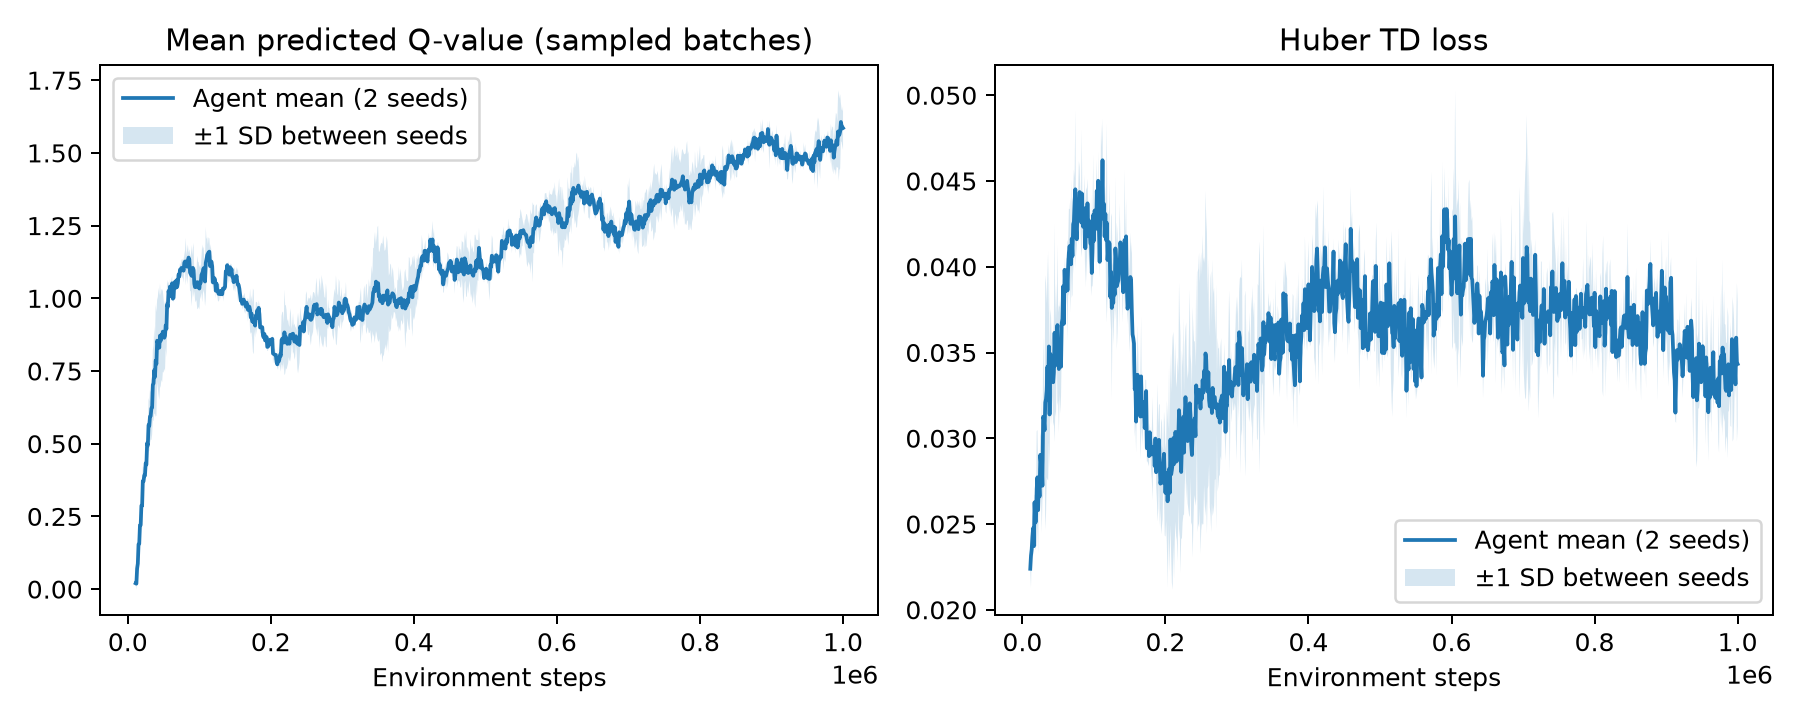 Mean predicted Q-value (sampled batches)
Agent mean (2 seeds)
±1 SD between seeds
1.75
1.50
1.25
1.00
0.75
0.50
0.25
0.00
0.0 0.2 0.4 0.6 0.8 1.0
1e6
Environment steps
Huber TD loss
0.050
0.045
0.040
0.035
0.030
0.025
0.020
Agent mean (2 seeds)
±1 SD between seeds
0.0 0.2 0.4 0.6 0.8 1.0
1e6
Environment steps